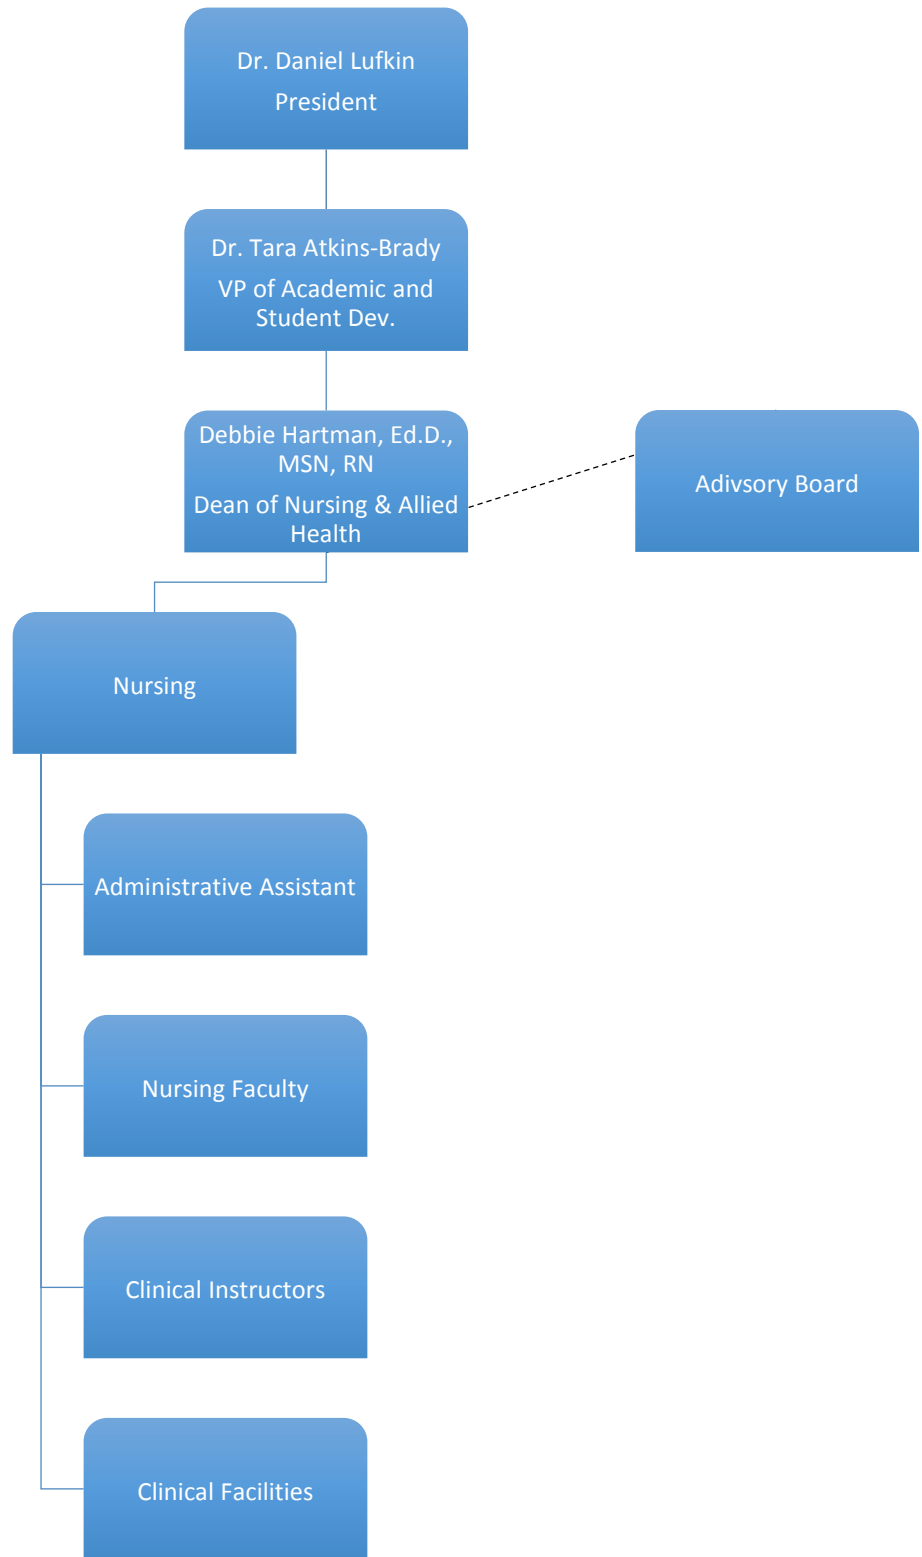 Dr. Daniel Lufkin
President
Dr. Tara Atkins-Brady
VP of Academic and
Student Dev.
Debbie Hartman, Ed.D.,
MSN, RN
Dean of Nursing & Allied
Health
Adivsory Board
Nursing
Administrative Assistant
Nursing Faculty
Clinical Instructors
Clinical Facilities